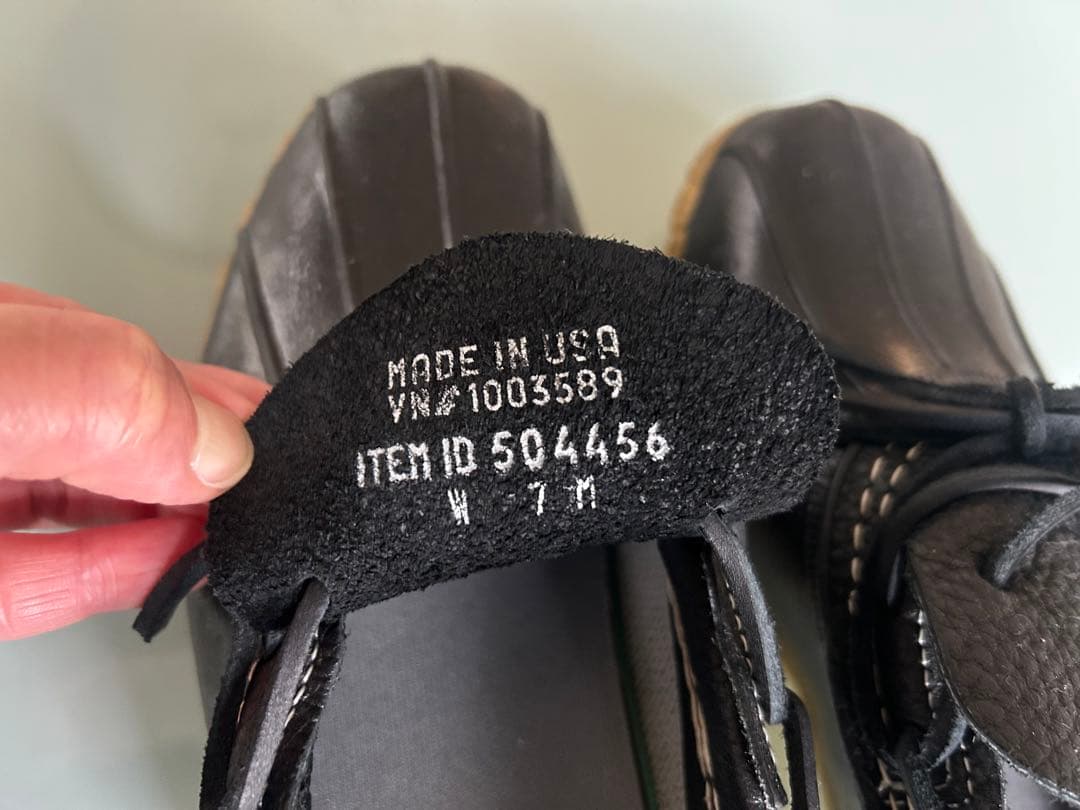 MADE IN USA
VN# 1003589
ITEM ID 504456
W 7 M